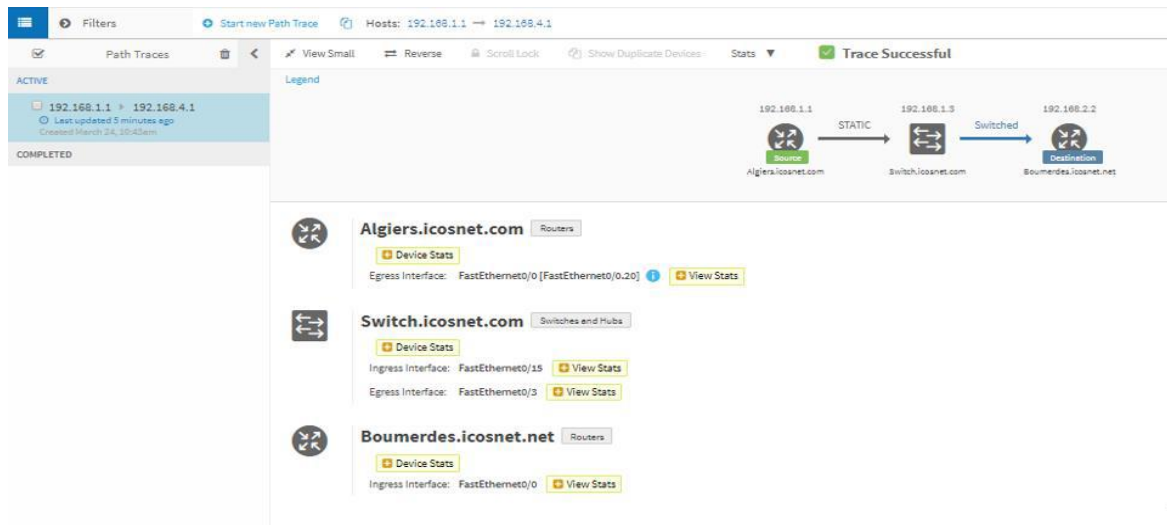 Filters
Start new Path Trace
Hosts: 192.168.1.1 → 192.168.4.1
Path Traces
View Small
Reverse
Scroll Lock
Show Duplicate Devices
Stats ▼
Trace Successful
ACTIVE
192.168.1.1 ▸ 192.168.4.1
Last updated 5 minutes ago
Created March 24, 10:45am
COMPLETED
Legend
192.168.1.1
STATIC
192.168.1.3
Switched
192.168.2.2
Source
Destination
Algiers.icosnet.com
Switch.icosnet.com
Boumerdes.icosnet.net
Algiers.icosnet.com Routers
Device Stats
Egress Interface: FastEthernet0/0 [FastEthernet0/0.20] View Stats
Switch.icosnet.com Switches and Hubs
Device Stats
Ingress Interface: FastEthernet0/15 View Stats
Egress Interface: FastEthernet0/3 View Stats
Boumerdes.icosnet.net Routers
Device Stats
Ingress Interface: FastEthernet0/0 View Stats